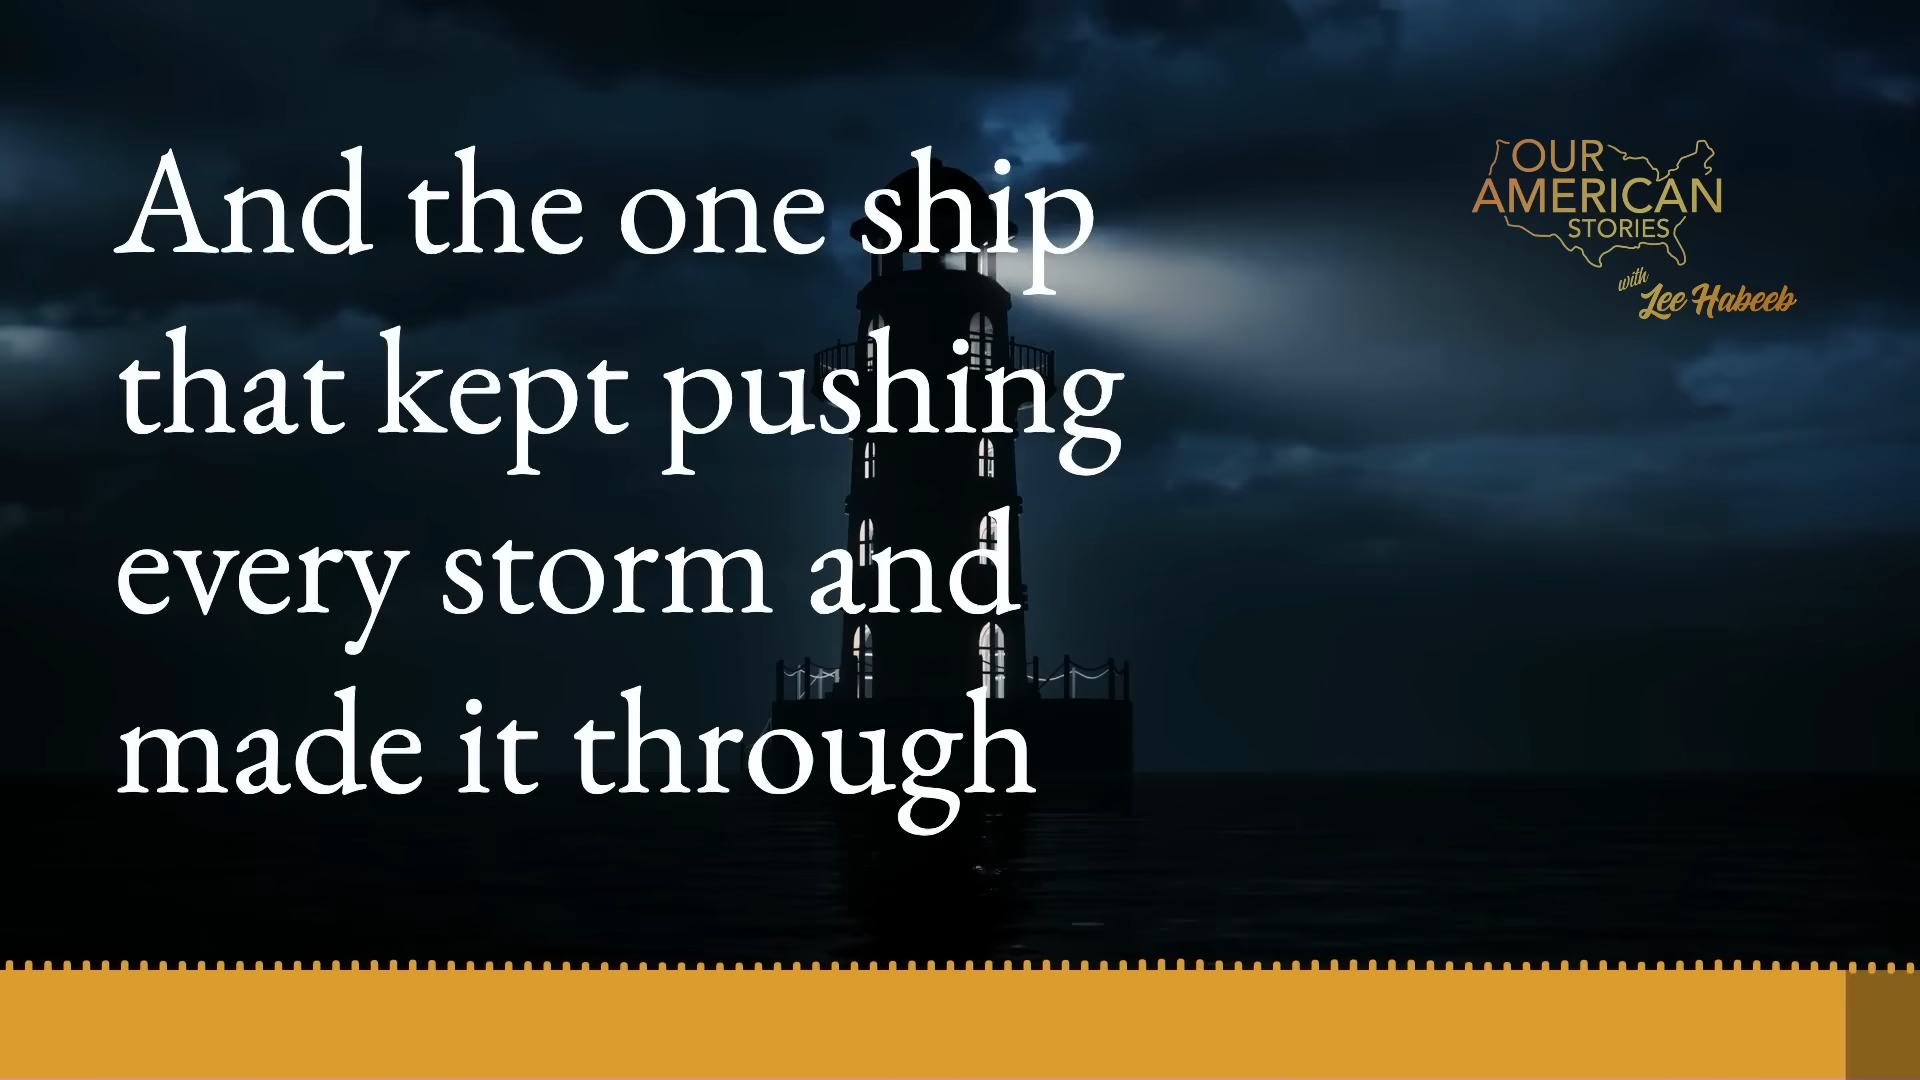 And the one ship
that kept pushing
every storm and
made it through
OUR
AMERICAN
STORIES
with
Lee Habeeb